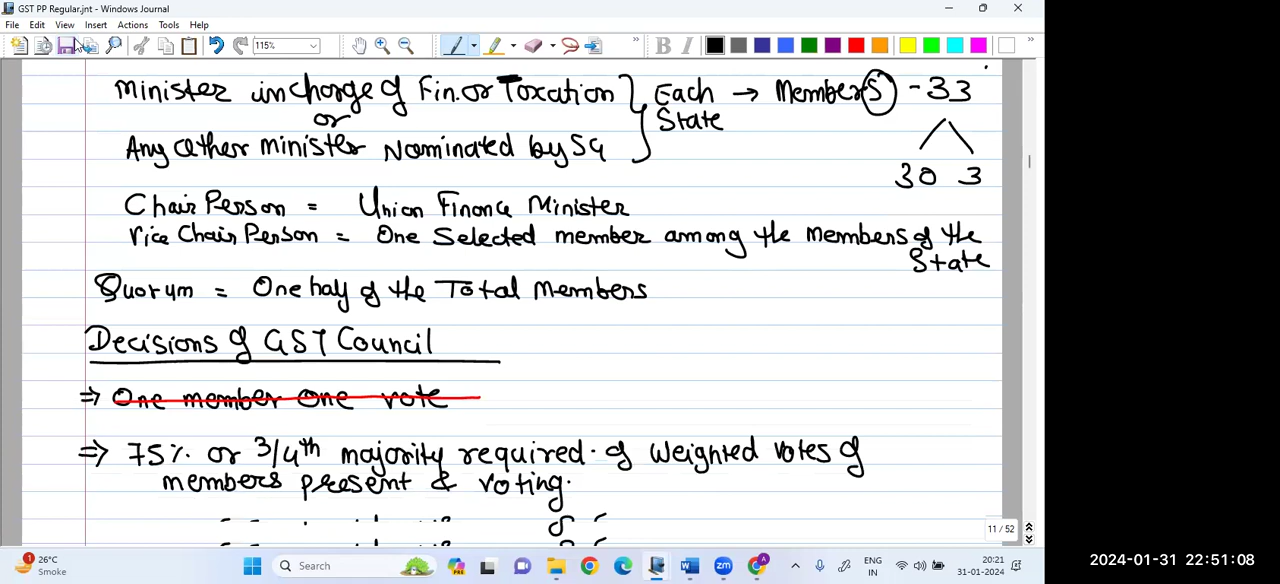 GST PP Regular.jnt - Windows Journal
File Edit View Insert Actions Tools Help
115%
Minister in charge of Fin. or Taxation
or
Any other minister Nominated by SG
Each State → Members - 33
30 3
Chair Person = Union Finance Minister
Vice Chair Person = One Selected member among the Members of the State
Quorum = One half of the Total Members
Decisions of GST Council
⇒ One member One vote
⇒ 75% or 3/4th majority required. of Weighted votes of
members present & voting.
11 / 52
26°C
Smoke
Search
ENG
IN
20:21
31-01-2024
2024-01-31 22:51:08